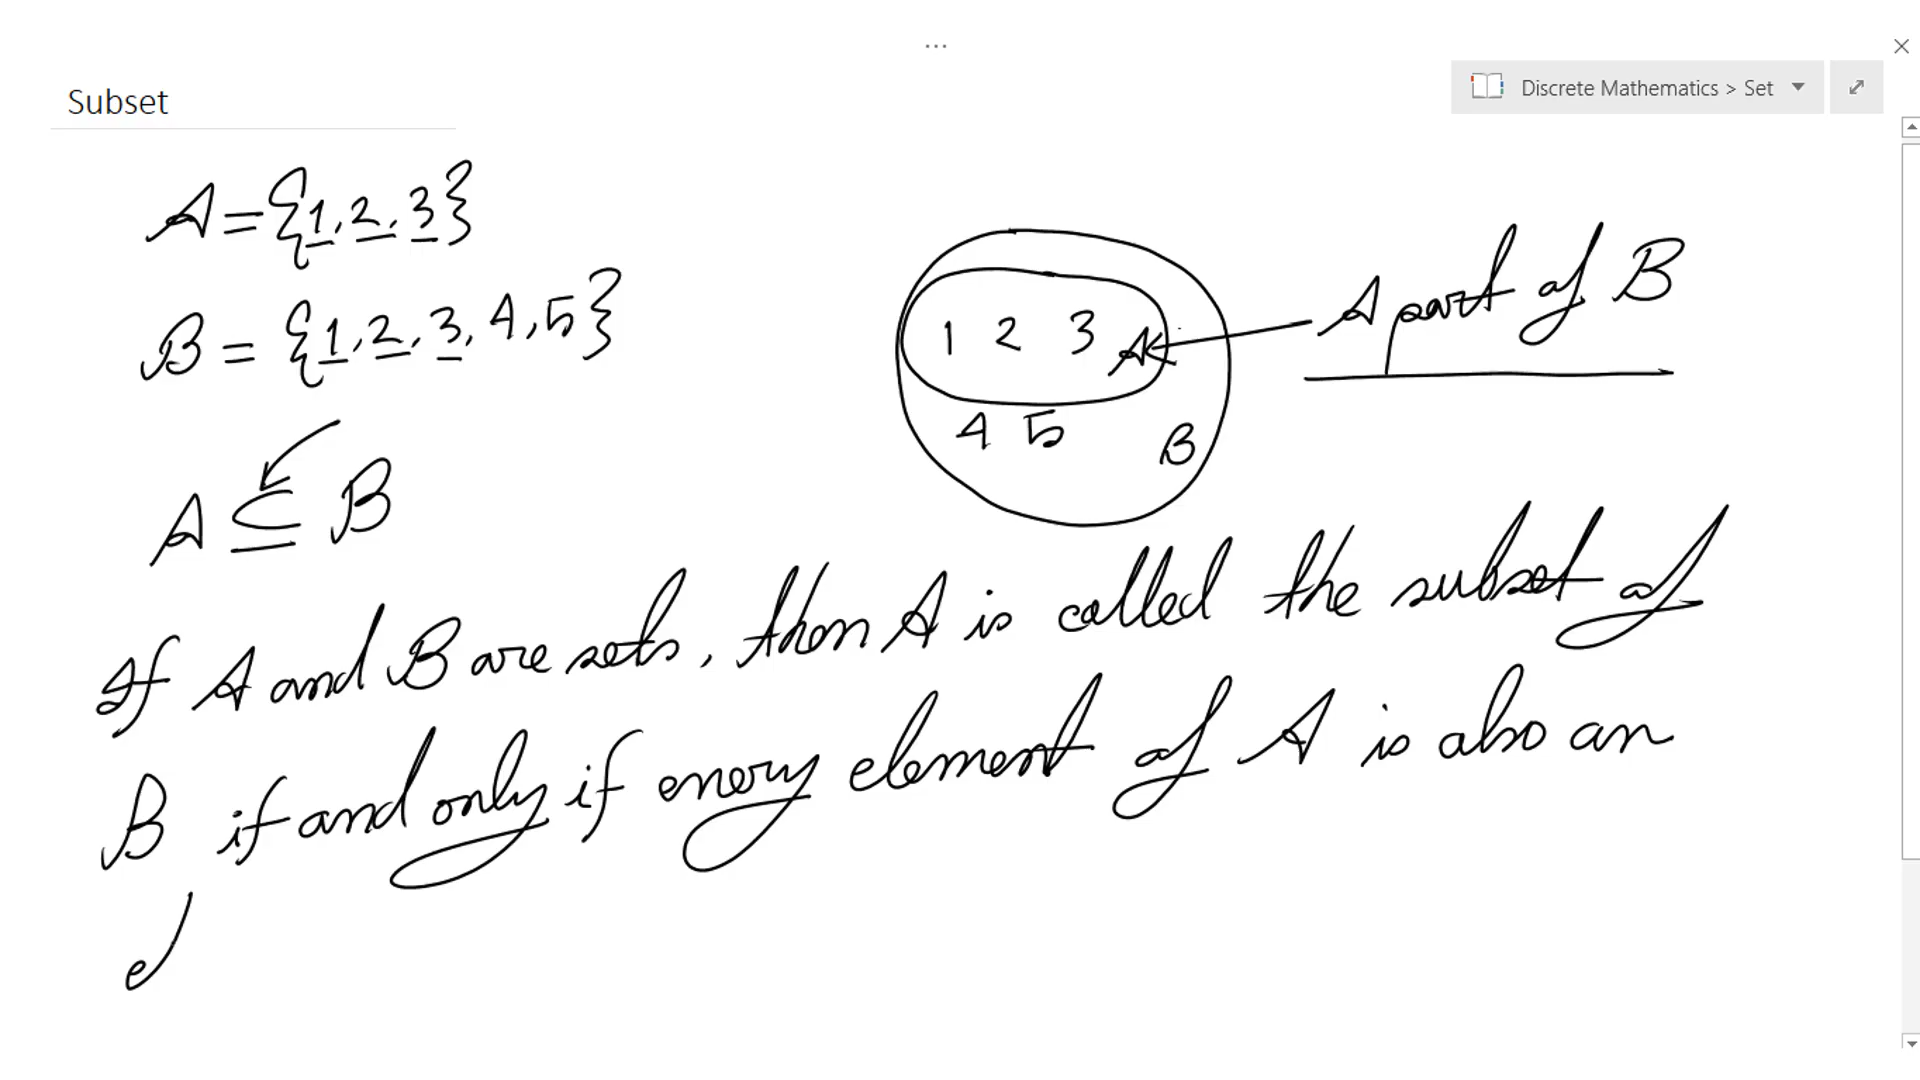 ...
Discrete Mathematics > Set
Subset
A = {1, 2, 3}
B = {1, 2, 3, 4, 5}
1 2 3 A
4 5 B
A part of B
A ⊆ B
If A and B are sets, then A is called the subset of
B if and only if every element of A is also an
el